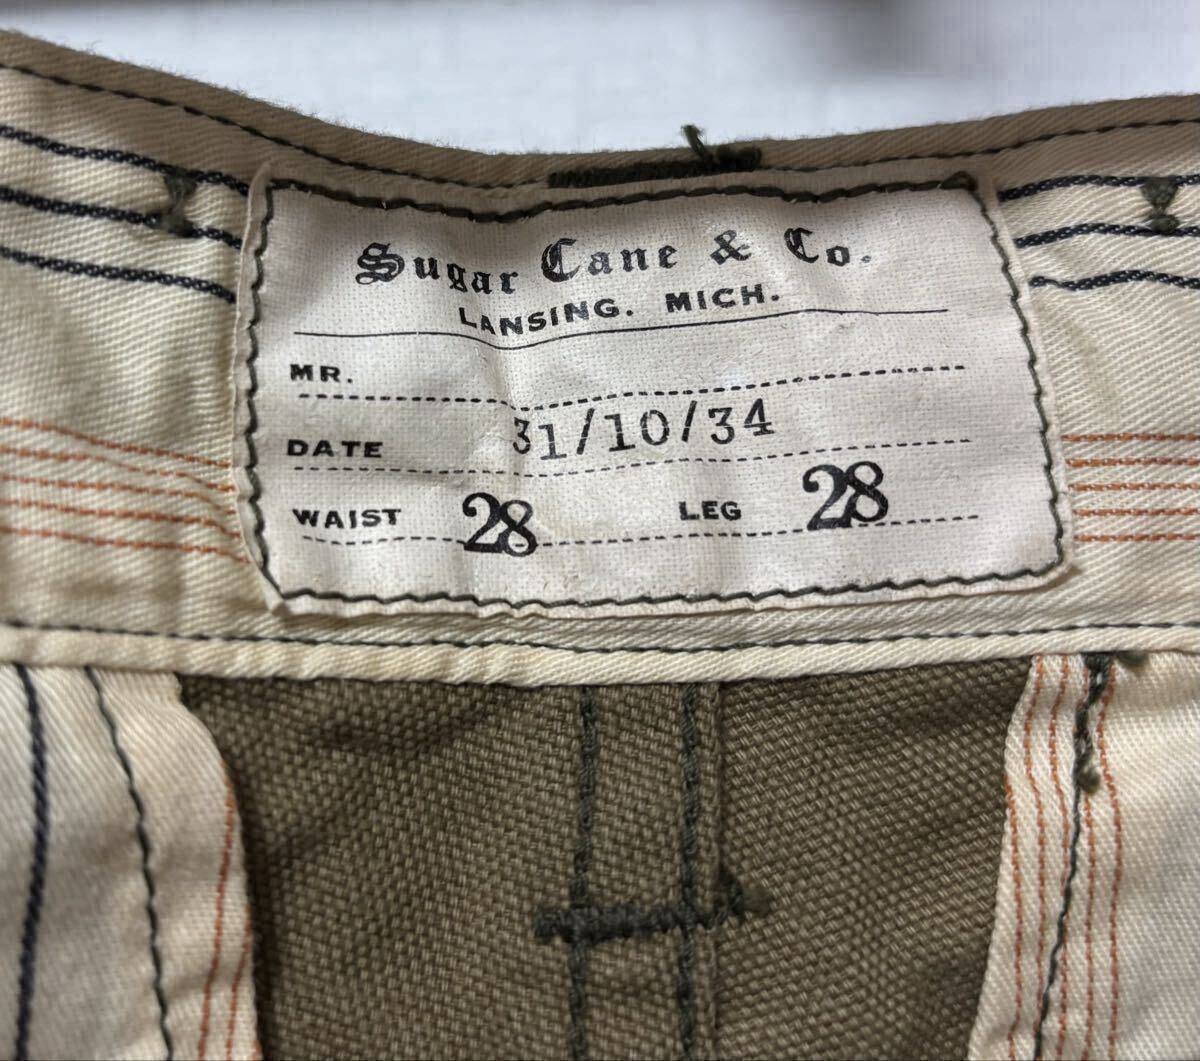 Sugar Cane & Co.
LANSING. MICH.
MR.
DATE 31/10/34
WAIST 28 LEG 28